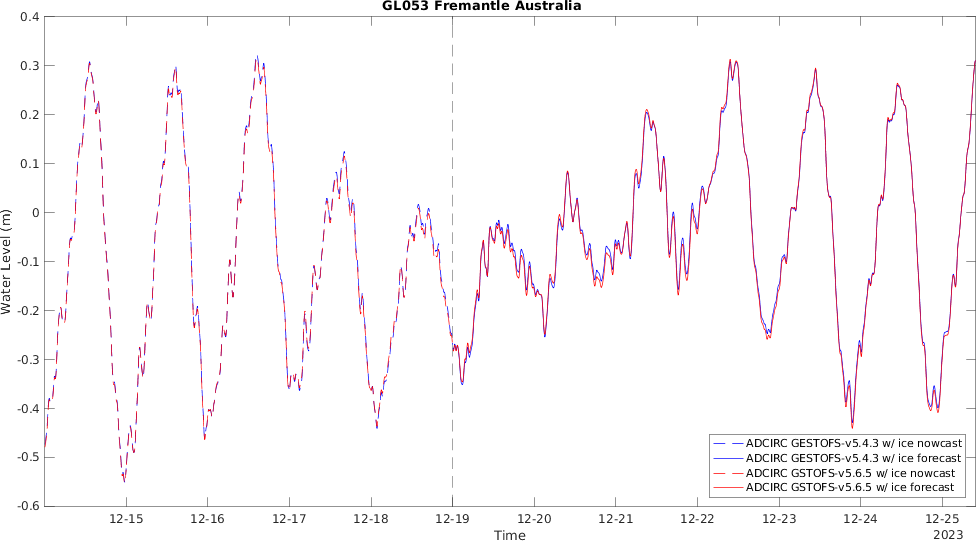 GL053 Fremantle Australia
0.4
0.3
0.2
0.1
0
-0.1
-0.2
-0.3
-0.4
-0.5
-0.6
Water Level (m)
ADCIRC GESTOFS-v5.4.3 w/ ice nowcast
ADCIRC GESTOFS-v5.4.3 w/ ice forecast
ADCIRC GSTOFS-v5.6.5 w/ ice nowcast
ADCIRC GSTOFS-v5.6.5 w/ ice forecast
12-15 12-16 12-17 12-18 12-19 12-20 12-21 12-22 12-23 12-24 12-25
Time 2023